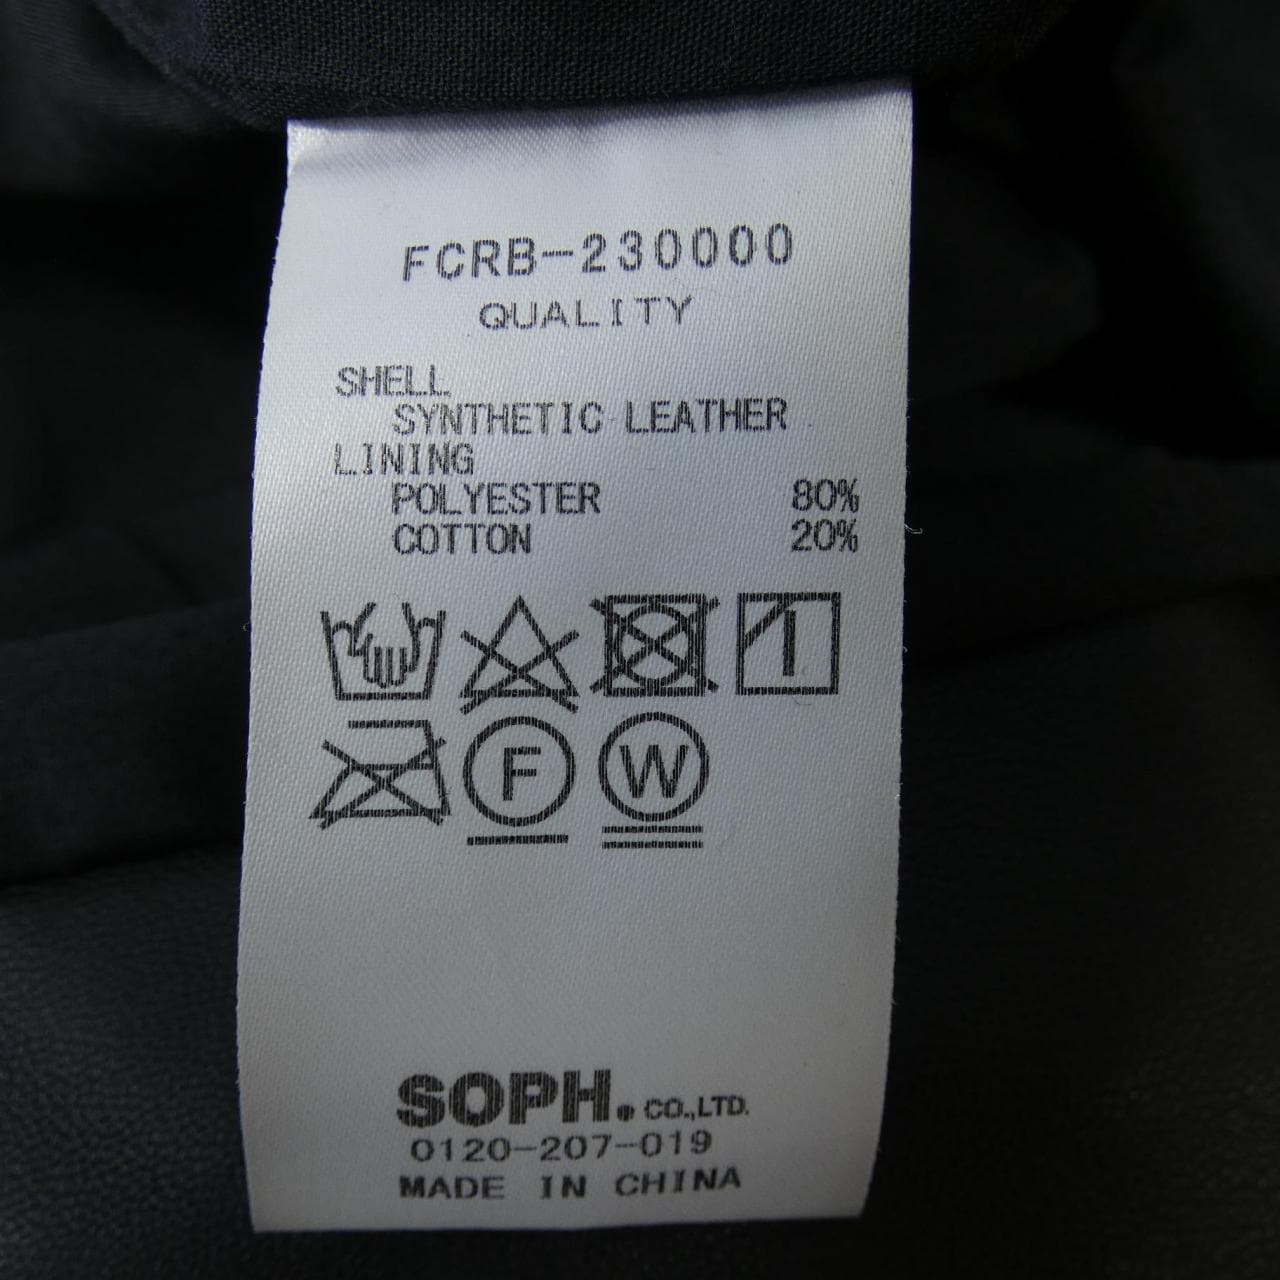 FCRB-230000
QUALITY
SHELL
SYNTHETIC LEATHER
LINING
POLYESTER 80%
COTTON 20%
F W
SOPH. CO.,LTD.
0120-207-019
MADE IN CHINA